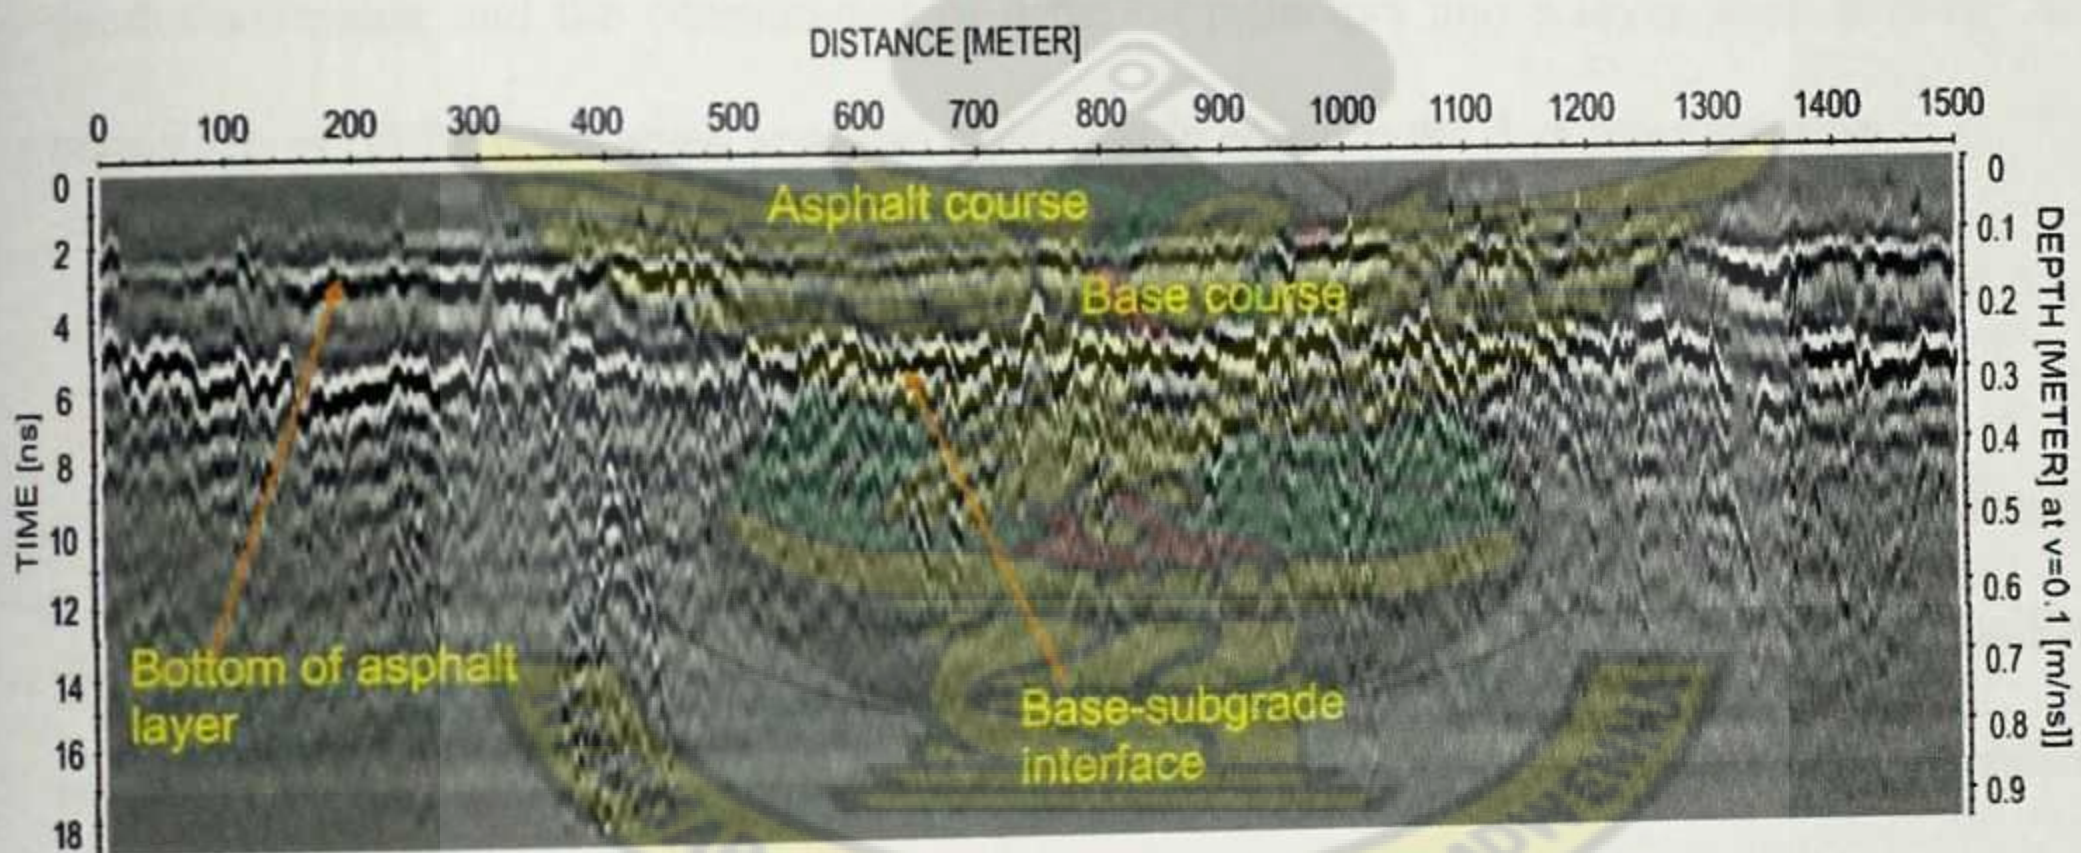 DISTANCE [METER]
0 100 200 300 400 500 600 700 800 900 1000 1100 1200 1300 1400 1500
TIME [ns]
0
2
4
6
8
10
12
14
16
18
Asphalt course
Base course
Bottom of asphalt
layer
Base-subgrade
interface
0
0.1
0.2
0.3
0.4
0.5
0.6
0.7
0.8
0.9
DEPTH [METER] at v=0.1 [m/ns]]